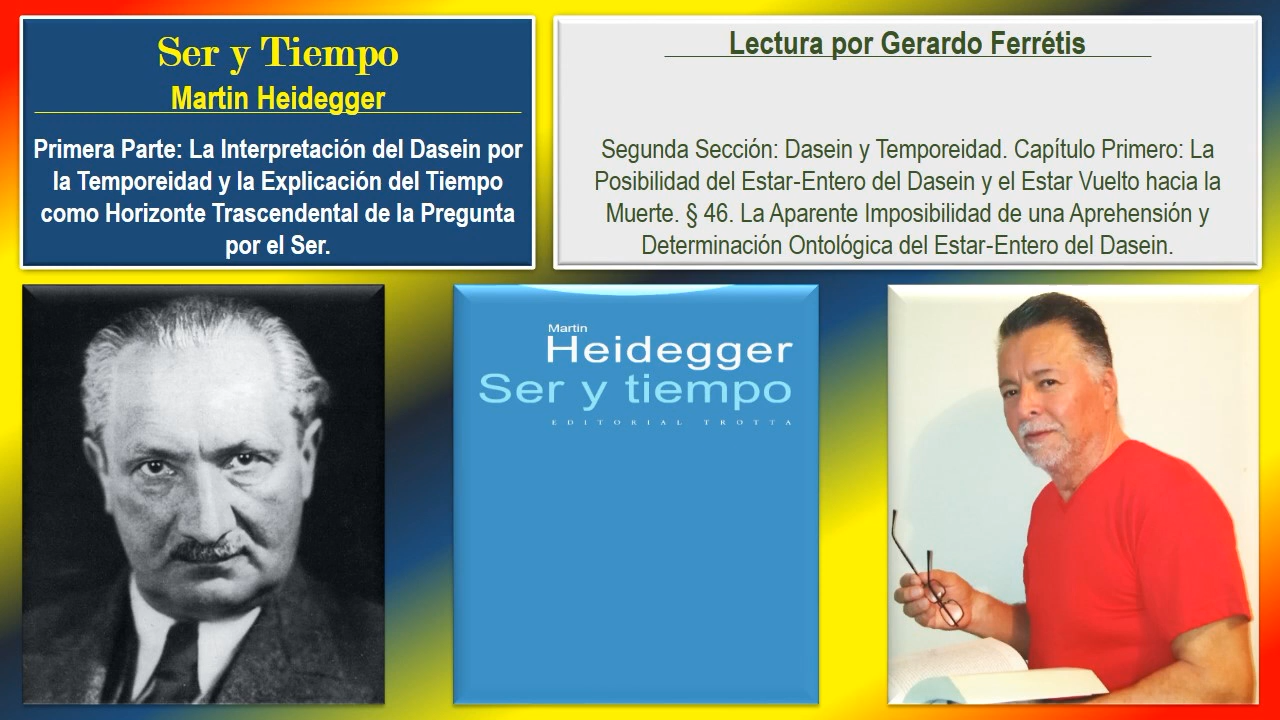 Ser y Tiempo
Martin Heidegger
Primera Parte: La Interpretación del Dasein por
la Temporeidad y la Explicación del Tiempo
como Horizonte Trascendental de la Pregunta
por el Ser.
Lectura por Gerardo Ferrétis
Segunda Sección: Dasein y Temporeidad. Capítulo Primero: La
Posibilidad del Estar-Entero del Dasein y el Estar Vuelto hacia la
Muerte. § 46. La Aparente Imposibilidad de una Aprehensión y
Determinación Ontológica del Estar-Entero del Dasein.
Martin
Heidegger
Ser y tiempo
EDITORIAL TROTTA